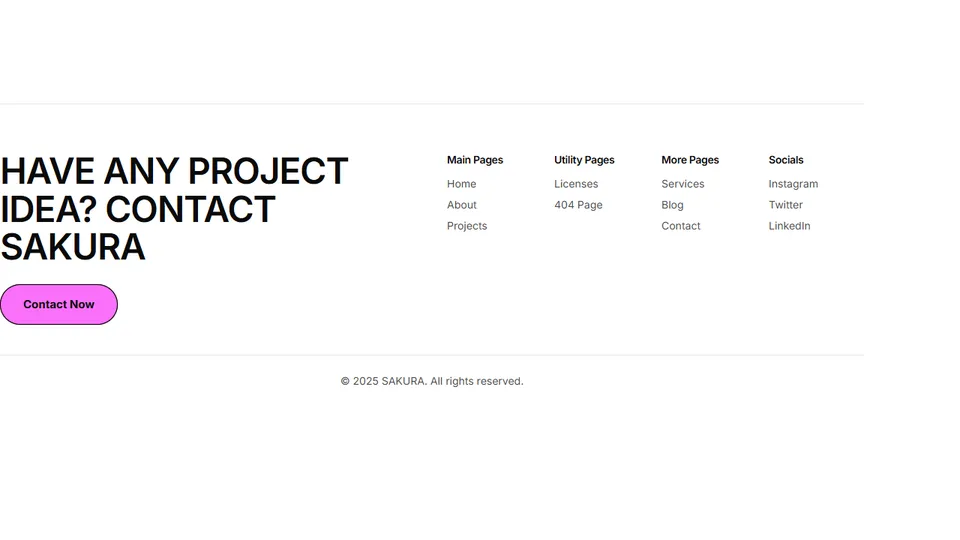 HAVE ANY PROJECT
IDEA? CONTACT
SAKURA
Contact Now
Main Pages
Home
About
Projects
Utility Pages
Licenses
404 Page
More Pages
Services
Blog
Contact
Socials
Instagram
Twitter
LinkedIn
© 2025 SAKURA. All rights reserved.